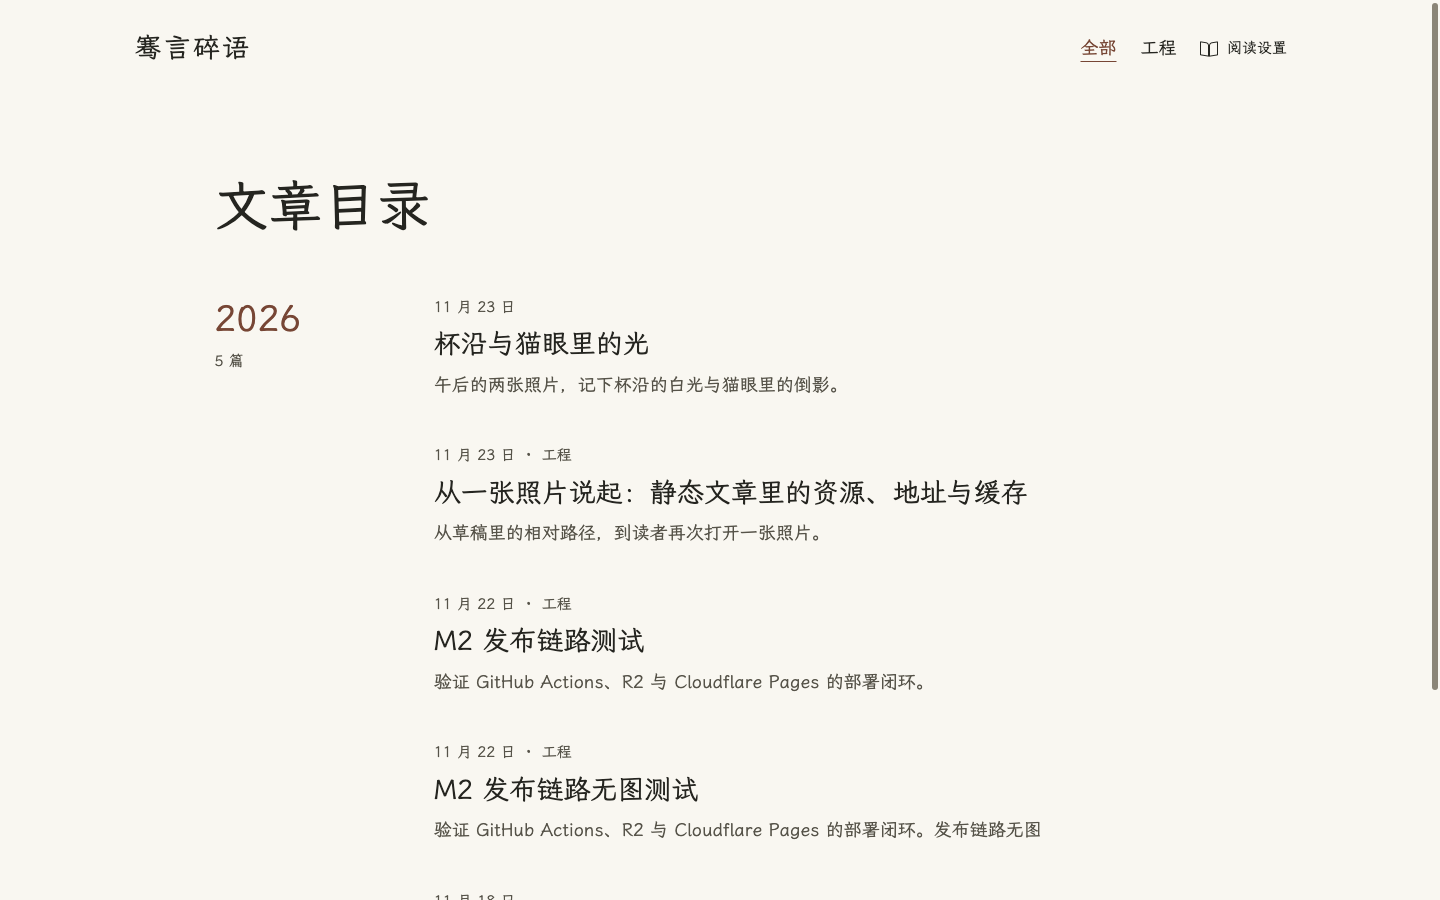 骞言碎语
全部 工程 阅读设置
文章目录
2026
5 篇
11 月 23 日
杯沿与猫眼里的光
午后的两张照片，记下杯沿的白光与猫眼里的倒影。
11 月 23 日 · 工程
从一张照片说起：静态文章里的资源、地址与缓存
从草稿里的相对路径，到读者再次打开一张照片。
11 月 22 日 · 工程
M2 发布链路测试
验证 GitHub Actions、R2 与 Cloudflare Pages 的部署闭环。
11 月 22 日 · 工程
M2 发布链路无图测试
验证 GitHub Actions、R2 与 Cloudflare Pages 的部署闭环。发布链路无图
11 月 18 日